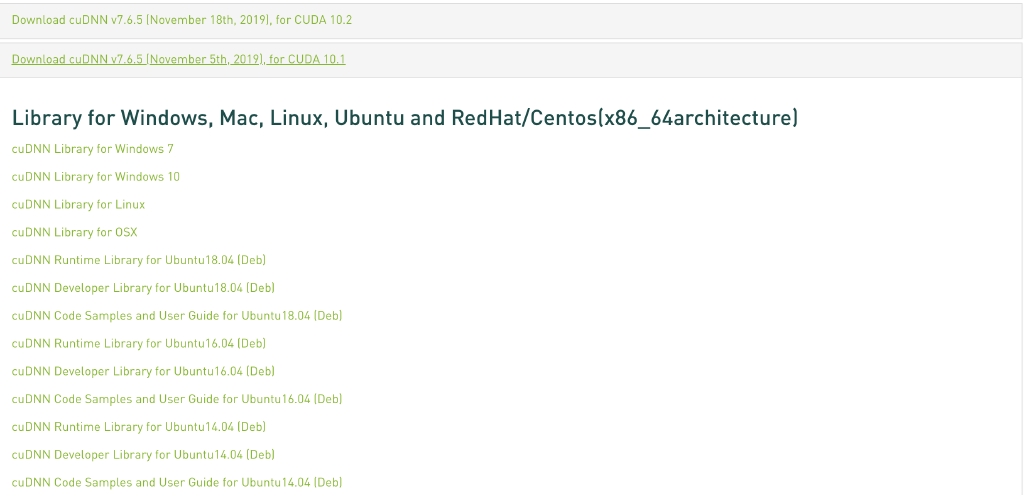 Download cuDNN v7.6.5 (November 18th, 2019), for CUDA 10.2
Download cuDNN v7.6.5 (November 5th, 2019), for CUDA 10.1
Library for Windows, Mac, Linux, Ubuntu and RedHat/Centos(x86_64architecture)
cuDNN Library for Windows 7
cuDNN Library for Windows 10
cuDNN Library for Linux
cuDNN Library for OSX
cuDNN Runtime Library for Ubuntu18.04 (Deb)
cuDNN Developer Library for Ubuntu18.04 (Deb)
cuDNN Code Samples and User Guide for Ubuntu18.04 (Deb)
cuDNN Runtime Library for Ubuntu16.04 (Deb)
cuDNN Developer Library for Ubuntu16.04 (Deb)
cuDNN Code Samples and User Guide for Ubuntu16.04 (Deb)
cuDNN Runtime Library for Ubuntu14.04 (Deb)
cuDNN Developer Library for Ubuntu14.04 (Deb)
cuDNN Code Samples and User Guide for Ubuntu14.04 (Deb)